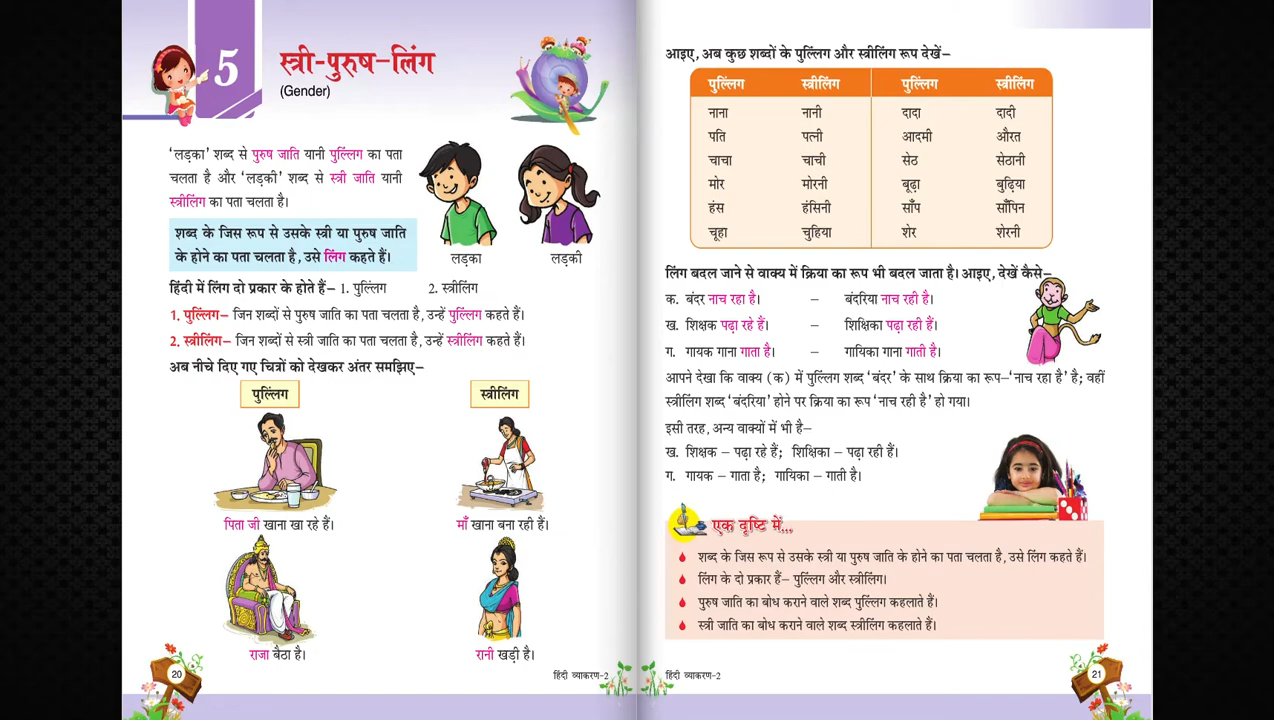 5
स्त्री-पुरुष-लिंग
(Gender)
'लड़का' शब्द से पुरुष जाति यानी पुल्लिंग का पता
चलता है और 'लड़की' शब्द से स्त्री जाति यानी
स्त्रीलिंग का पता चलता है।
शब्द के जिस रूप से उसके स्त्री या पुरुष जाति
के होने का पता चलता है, उसे लिंग कहते हैं।
लड़का लड़की
हिंदी में लिंग दो प्रकार के होते हैं– 1. पुल्लिंग 2. स्त्रीलिंग
1. पुल्लिंग– जिन शब्दों से पुरुष जाति का पता चलता है, उन्हें पुल्लिंग कहते हैं।
2. स्त्रीलिंग– जिन शब्दों से स्त्री जाति का पता चलता है, उन्हें स्त्रीलिंग कहते हैं।
अब नीचे दिए गए चित्रों को देखकर अंतर समझिए–
पुल्लिंग स्त्रीलिंग
पिता जी खाना खा रहे हैं। माँ खाना बना रही हैं।
राजा बैठा है। रानी खड़ी है।
20
हिंदी व्याकरण-2
आइए, अब कुछ शब्दों के पुल्लिंग और स्त्रीलिंग रूप देखें–
पुल्लिंग स्त्रीलिंग पुल्लिंग स्त्रीलिंग
नाना नानी दादा दादी
पति पत्नी आदमी औरत
चाचा चाची सेठ सेठानी
मोर मोरनी बूढ़ा बुढ़िया
हंस हंसिनी साँप साँपिन
चूहा चुहिया शेर शेरनी
लिंग बदल जाने से वाक्य में क्रिया का रूप भी बदल जाता है। आइए, देखें कैसे–
क. बंदर नाच रहा है। – बंदरिया नाच रही है।
ख. शिक्षक पढ़ा रहे हैं। – शिक्षिका पढ़ा रही हैं।
ग. गायक गाना गाता है। – गायिका गाना गाती है।
आपने देखा कि वाक्य (क) में पुल्लिंग शब्द 'बंदर' के साथ क्रिया का रूप–'नाच रहा है' है; वहीं
स्त्रीलिंग शब्द 'बंदरिया' होने पर क्रिया का रूप 'नाच रही है' हो गया।
इसी तरह, अन्य वाक्यों में भी है–
ख. शिक्षक – पढ़ा रहे हैं; शिक्षिका – पढ़ा रही हैं।
ग. गायक – गाता है; गायिका – गाती है।
एक दृष्टि में...
शब्द के जिस रूप से उसके स्त्री या पुरुष जाति के होने का पता चलता है, उसे लिंग कहते हैं।
लिंग के दो प्रकार हैं– पुल्लिंग और स्त्रीलिंग।
पुरुष जाति का बोध कराने वाले शब्द पुल्लिंग कहलाते हैं।
स्त्री जाति का बोध कराने वाले शब्द स्त्रीलिंग कहलाते हैं।
हिंदी व्याकरण-2
21